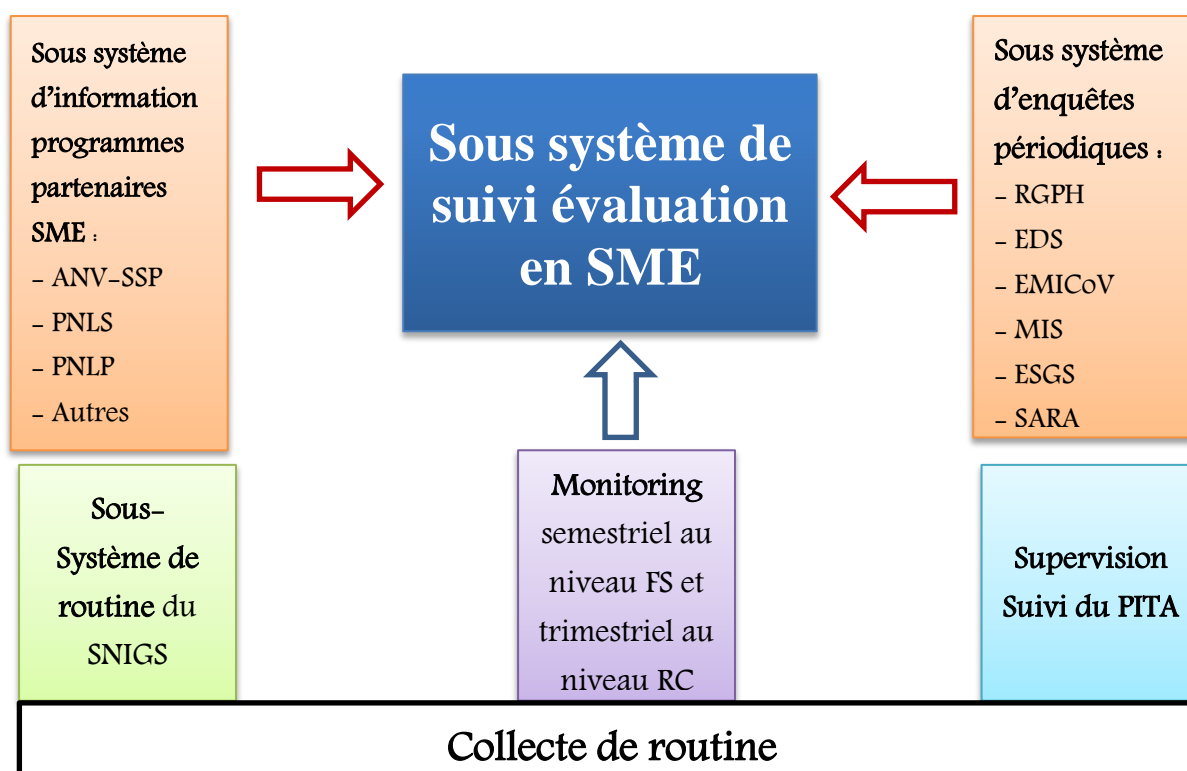 Sous système
d'information
programmes
partenaires
SME :
- ANV-SSP
- PNLS
- PNLP
- Autres
Sous système de
suivi évaluation
en SME
Sous système
d'enquêtes
périodiques :
- RGPH
- EDS
- EMICoV
- MIS
- ESGS
- SARA
Sous-
Système de
routine du
SNIGS
Monitoring
semestriel au
niveau FS et
trimestriel au
niveau RC
Supervision
Suivi du PITA
Collecte de routine